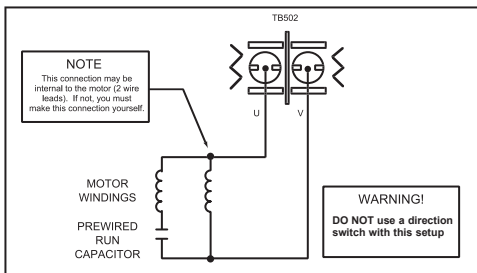 TB502
NOTE
This connection may be
internal to the motor (2 wire
leads). If not, you must
make this connection yourself.
U
V
MOTOR
WINDINGS
PREWIRED
RUN
CAPACITOR
WARNING!
DO NOT use a direction
switch with this setup